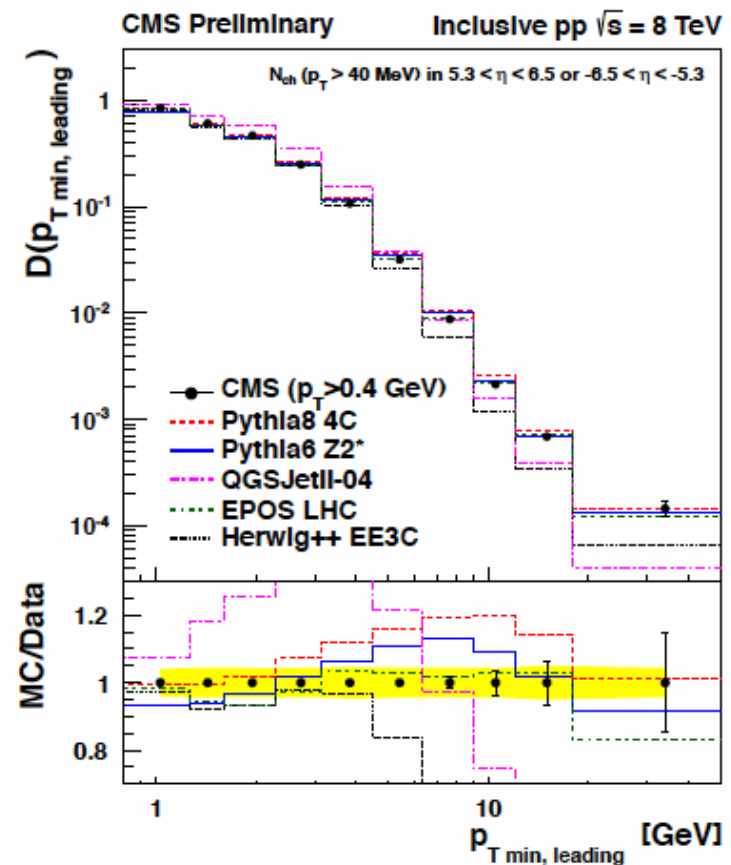 CMS Preliminary Inclusive pp √s = 8 TeV
N_ch (p_T > 40 MeV) in 5.3 < η < 6.5 or -6.5 < η < -5.3
D(p_T min, leading)
1
10^-1
10^-2
10^-3
10^-4
CMS (p_T>0.4 GeV)
Pythia8 4C
Pythia6 Z2*
QGSJetII-04
EPOS LHC
Herwig++ EE3C
MC/Data
1.2
1
0.8
1 10
p_T min, leading [GeV]